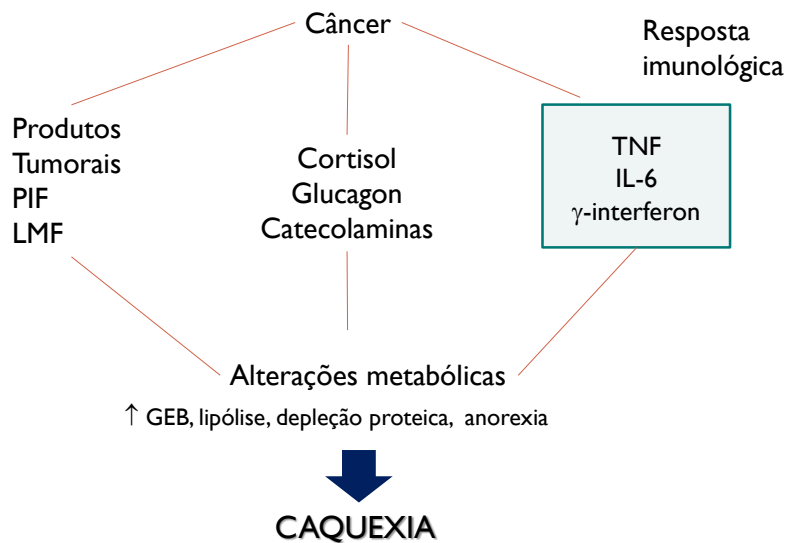 Câncer
Resposta
imunológica
Produtos
Tumorais
PIF
LMF
Cortisol
Glucagon
Catecolaminas
TNF
IL-6
γ-interferon
Alterações metabólicas
↑ GEB, lipólise, depleção proteica, anorexia
CAQUEXIA